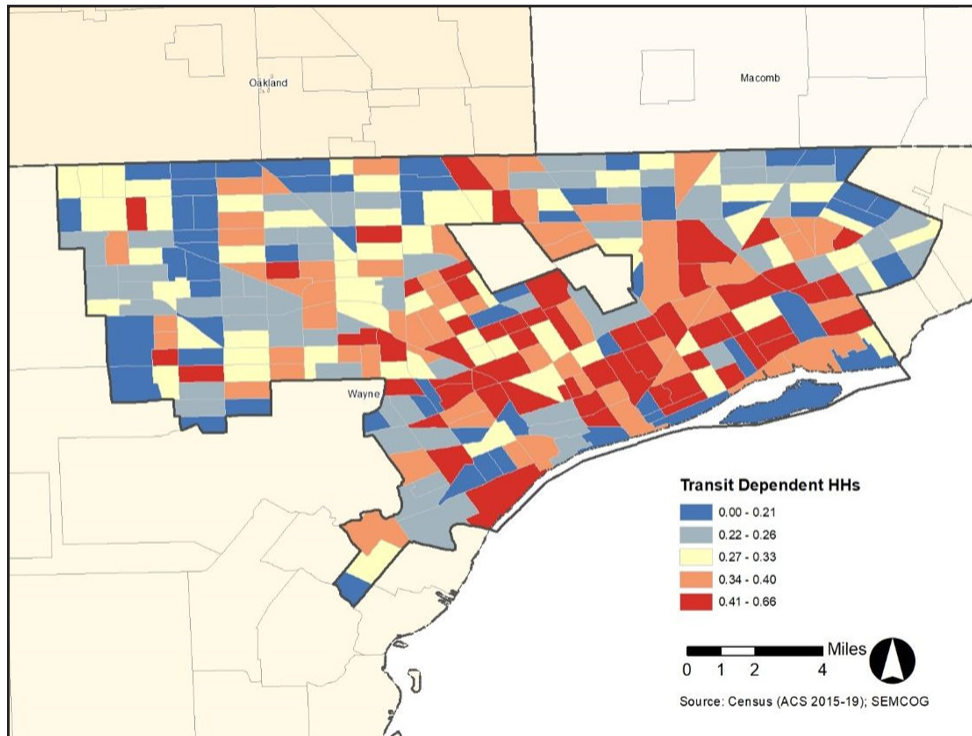 Oakland
Macomb
Wayne
Transit Dependent HHs
0.00 - 0.21
0.22 - 0.26
0.27 - 0.33
0.34 - 0.40
0.41 - 0.66
Miles
0 1 2 4
Source: Census (ACS 2015-19); SEMCOG